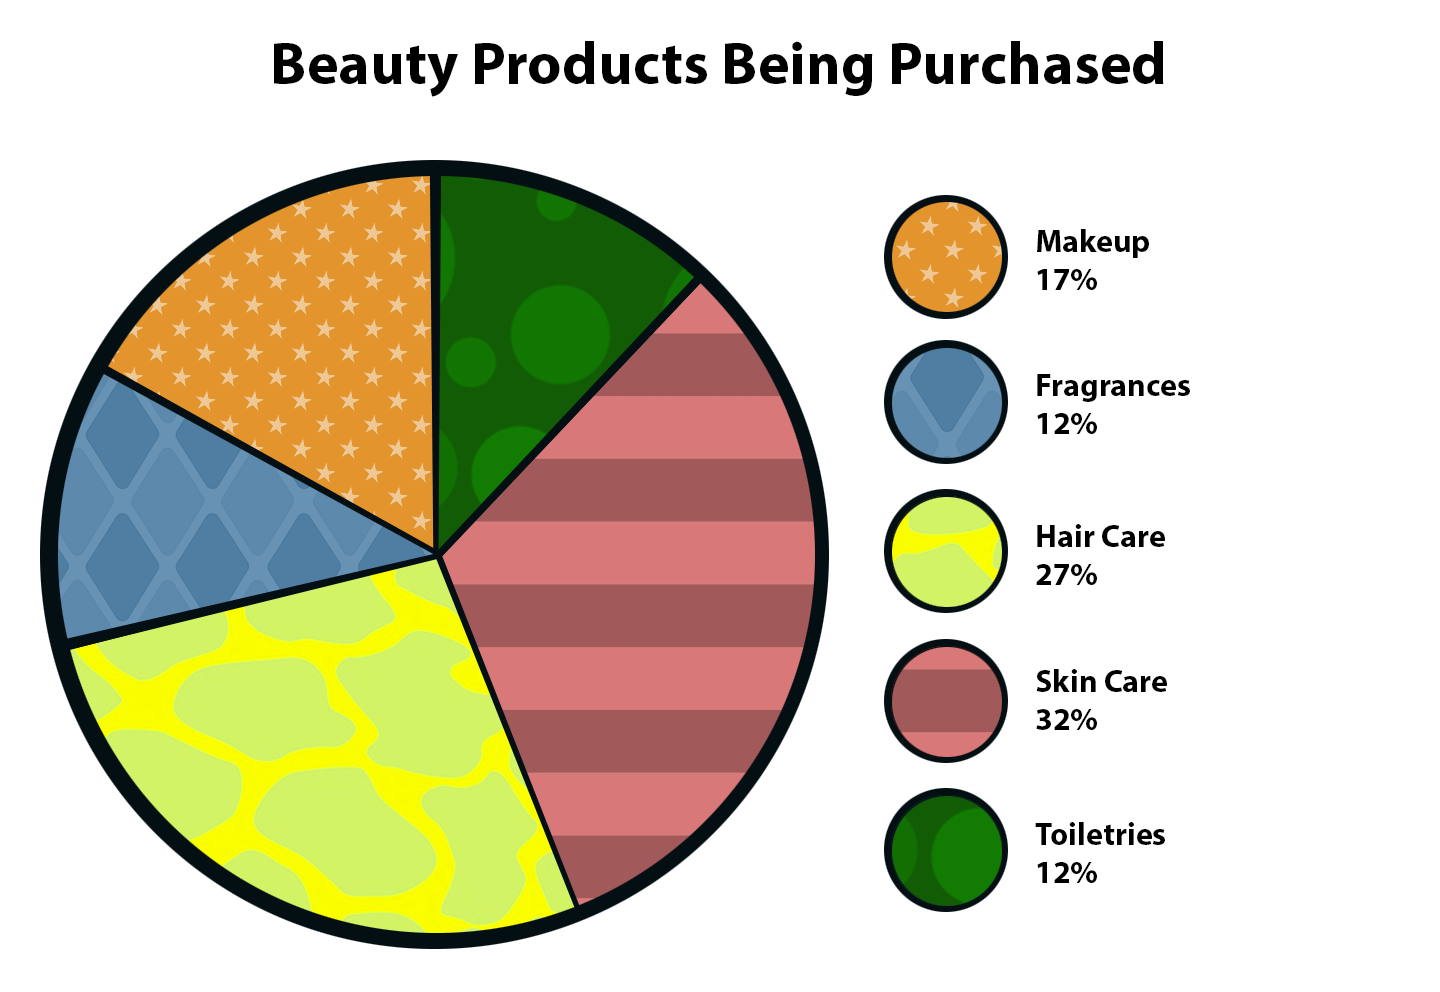 Beauty Products Being Purchased
Makeup
17%
Fragrances
12%
Hair Care
27%
Skin Care
32%
Toiletries
12%